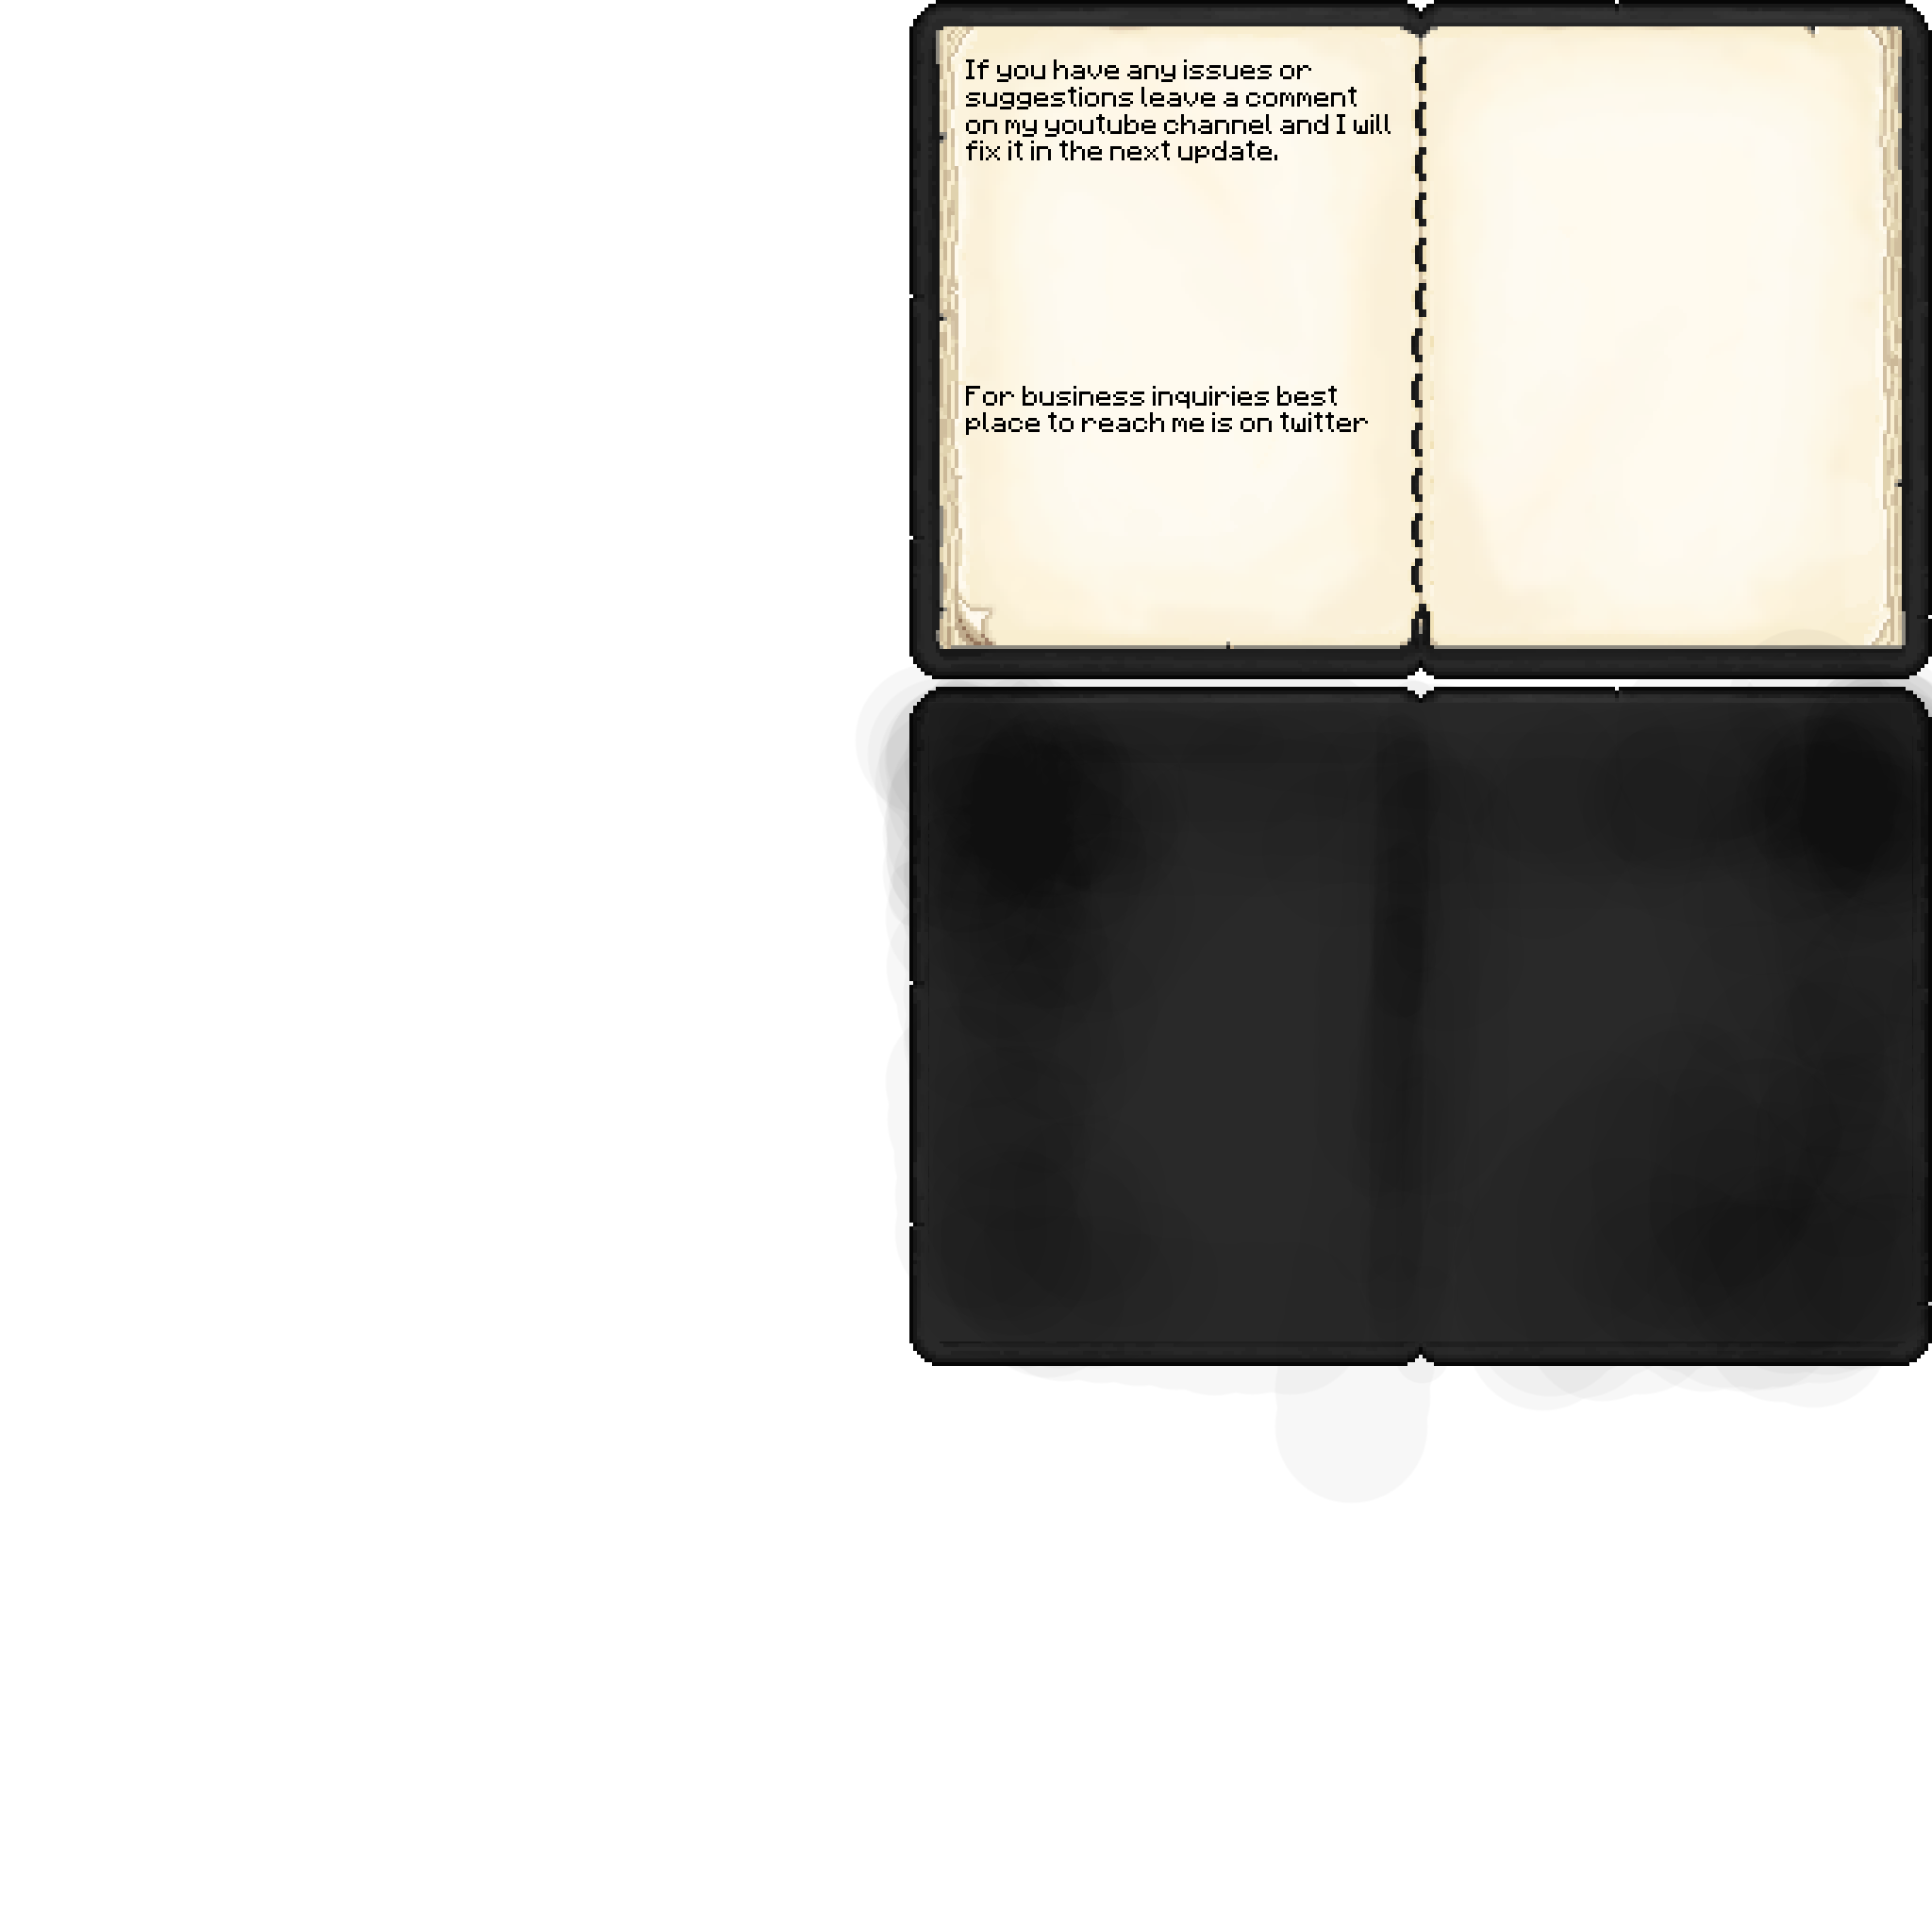 If you have any issues or
suggestions leave a comment
on my youtube channel and I will
fix it in the next update.
For business inquiries best
place to reach me is on twitter